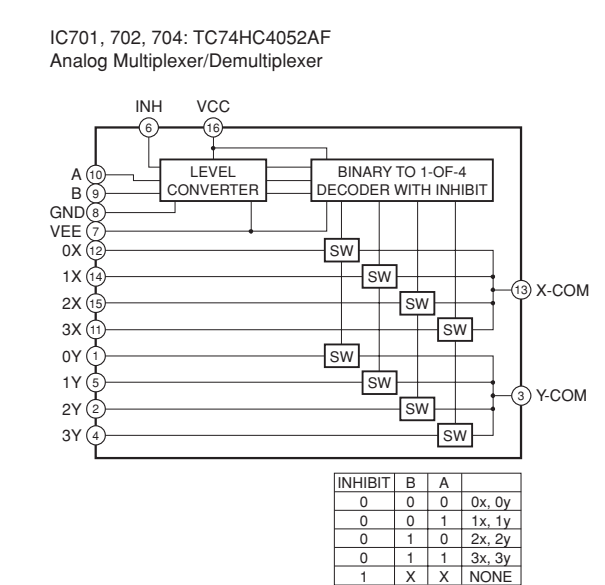 IC701, 702, 704: TC74HC4052AF
Analog Multiplexer/Demultiplexer
INH VCC
6 16
A 10 LEVEL CONVERTER BINARY TO 1-OF-4 DECODER WITH INHIBIT
B 9
GND 8
VEE 7
0X 12 SW
1X 14 SW
13 X-COM
2X 15 SW
3X 11 SW
0Y 1 SW
1Y 5 SW
3 Y-COM
2Y 2 SW
3Y 4 SW
INHIBIT B A
0 0 0 0x, 0y
0 0 1 1x, 1y
0 1 0 2x, 2y
0 1 1 3x, 3y
1 X X NONE